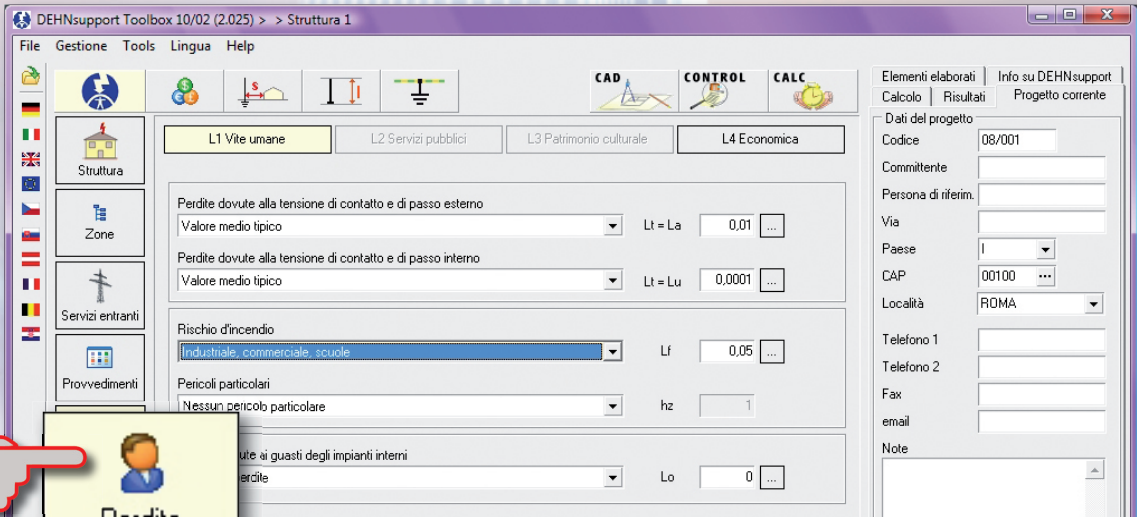 DEHNsupport Toolbox 10/02 (2.025) > > Struttura 1
File Gestione Tools Lingua Help
CAD CONTROL CALC
Elementi elaborati Info su DEHNsupport
Calcolo Risultati Progetto corrente
Struttura
Zone
Servizi entranti
Provvedimenti
Perdite
L1 Vite umane L2 Servizi pubblici L3 Patrimonio culturale L4 Economica
Perdite dovute alla tensione di contatto e di passo esterno
Valore medio tipico Lt = La 0,01 ...
Perdite dovute alla tensione di contatto e di passo interno
Valore medio tipico Lt = Lu 0,0001 ...
Rischio d'incendio
Industriale, commerciale, scuole Lf 0,05 ...
Pericoli particolari
Nessun pericolo particolare hz 1
ute ai guasti degli impianti interni
erdite Lo 0 ...
Dati del progetto
Codice 08/001
Committente
Persona di riferim.
Via
Paese I
CAP 00100 ...
Località ROMA
Telefono 1
Telefono 2
Fax
email
Note